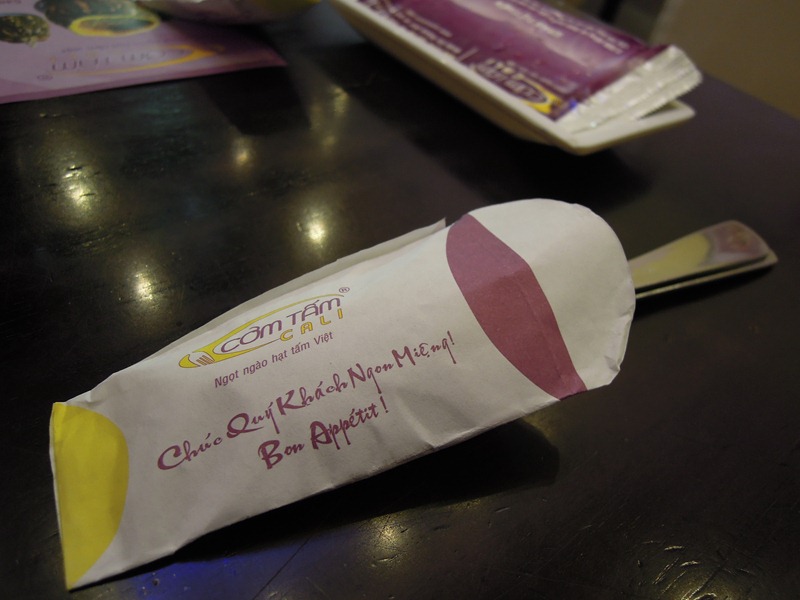 CƠM TẤM®
CALI
Ngọt ngào hạt tấm Việt
Chúc Quý Khách Ngon Miệng!
Bon Appétit!